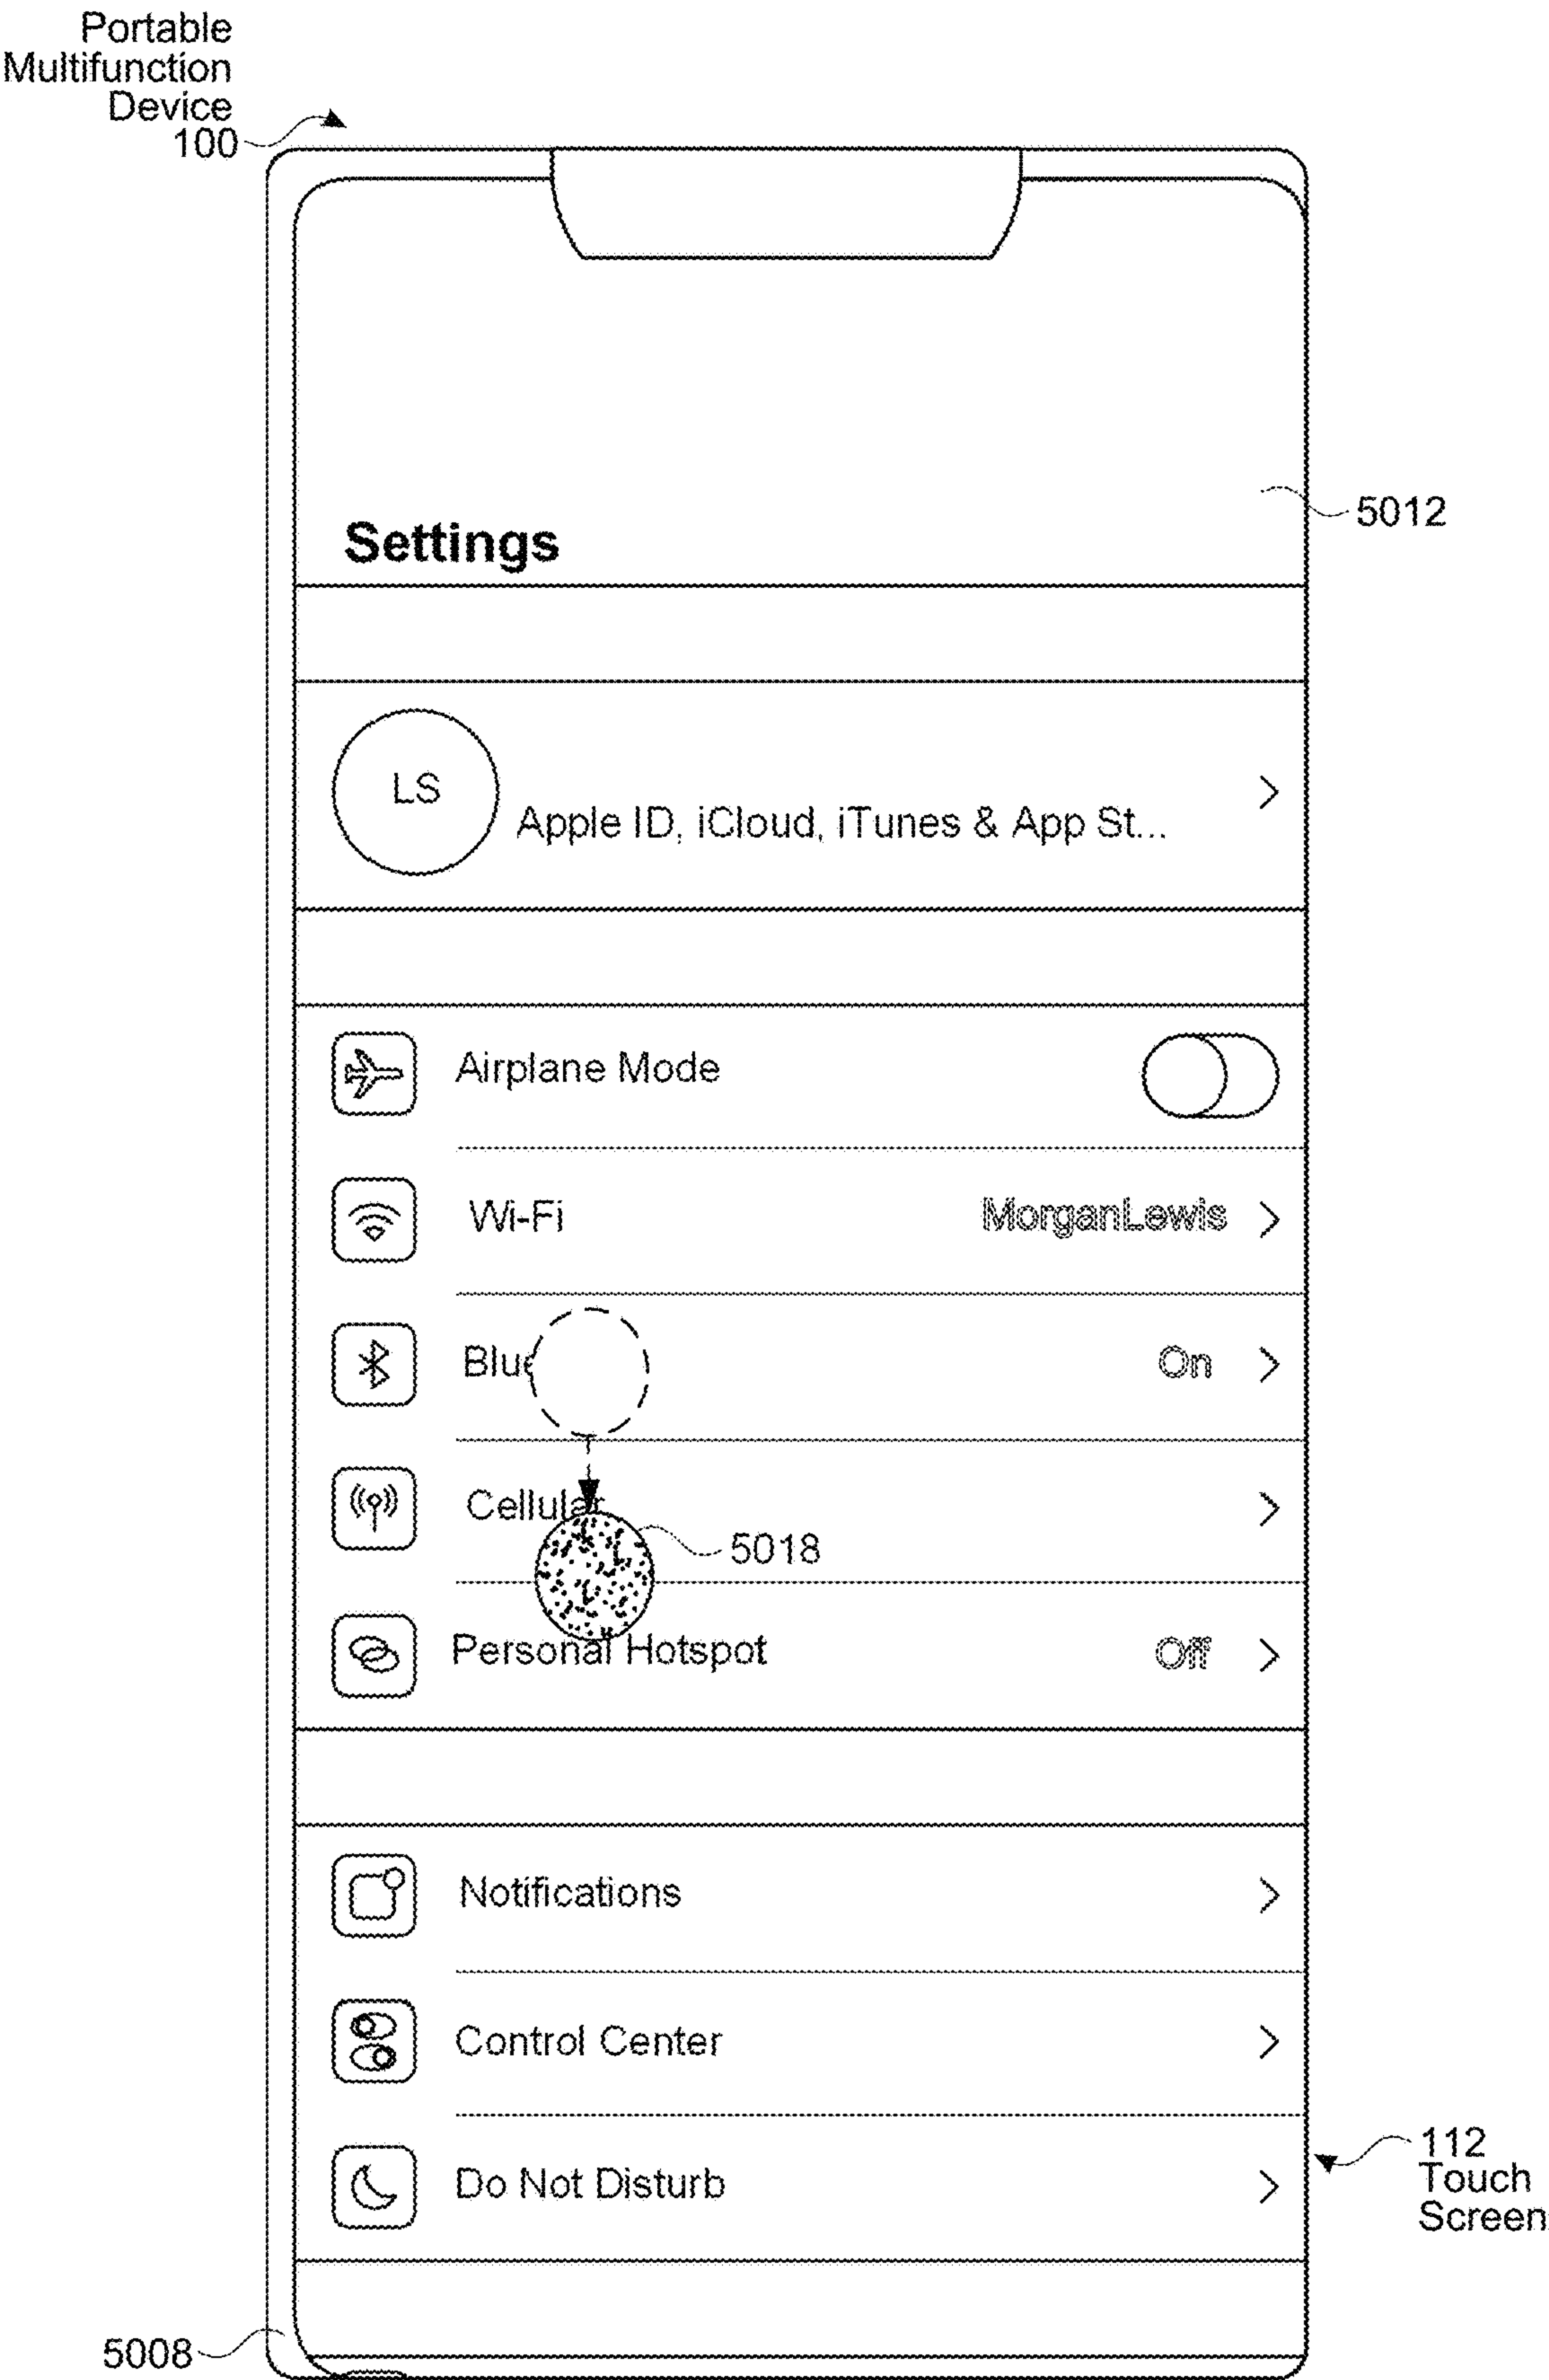 Portable
Multifunction
Device
100
5012
Settings
LS
Apple ID, iCloud, iTunes & App St...
Airplane Mode
Wi-Fi MorganLewis
On
Cellular
5018
Personal Hotspot Off
Notifications
Control Center
Do Not Disturb
112
Touch
Screen
5008